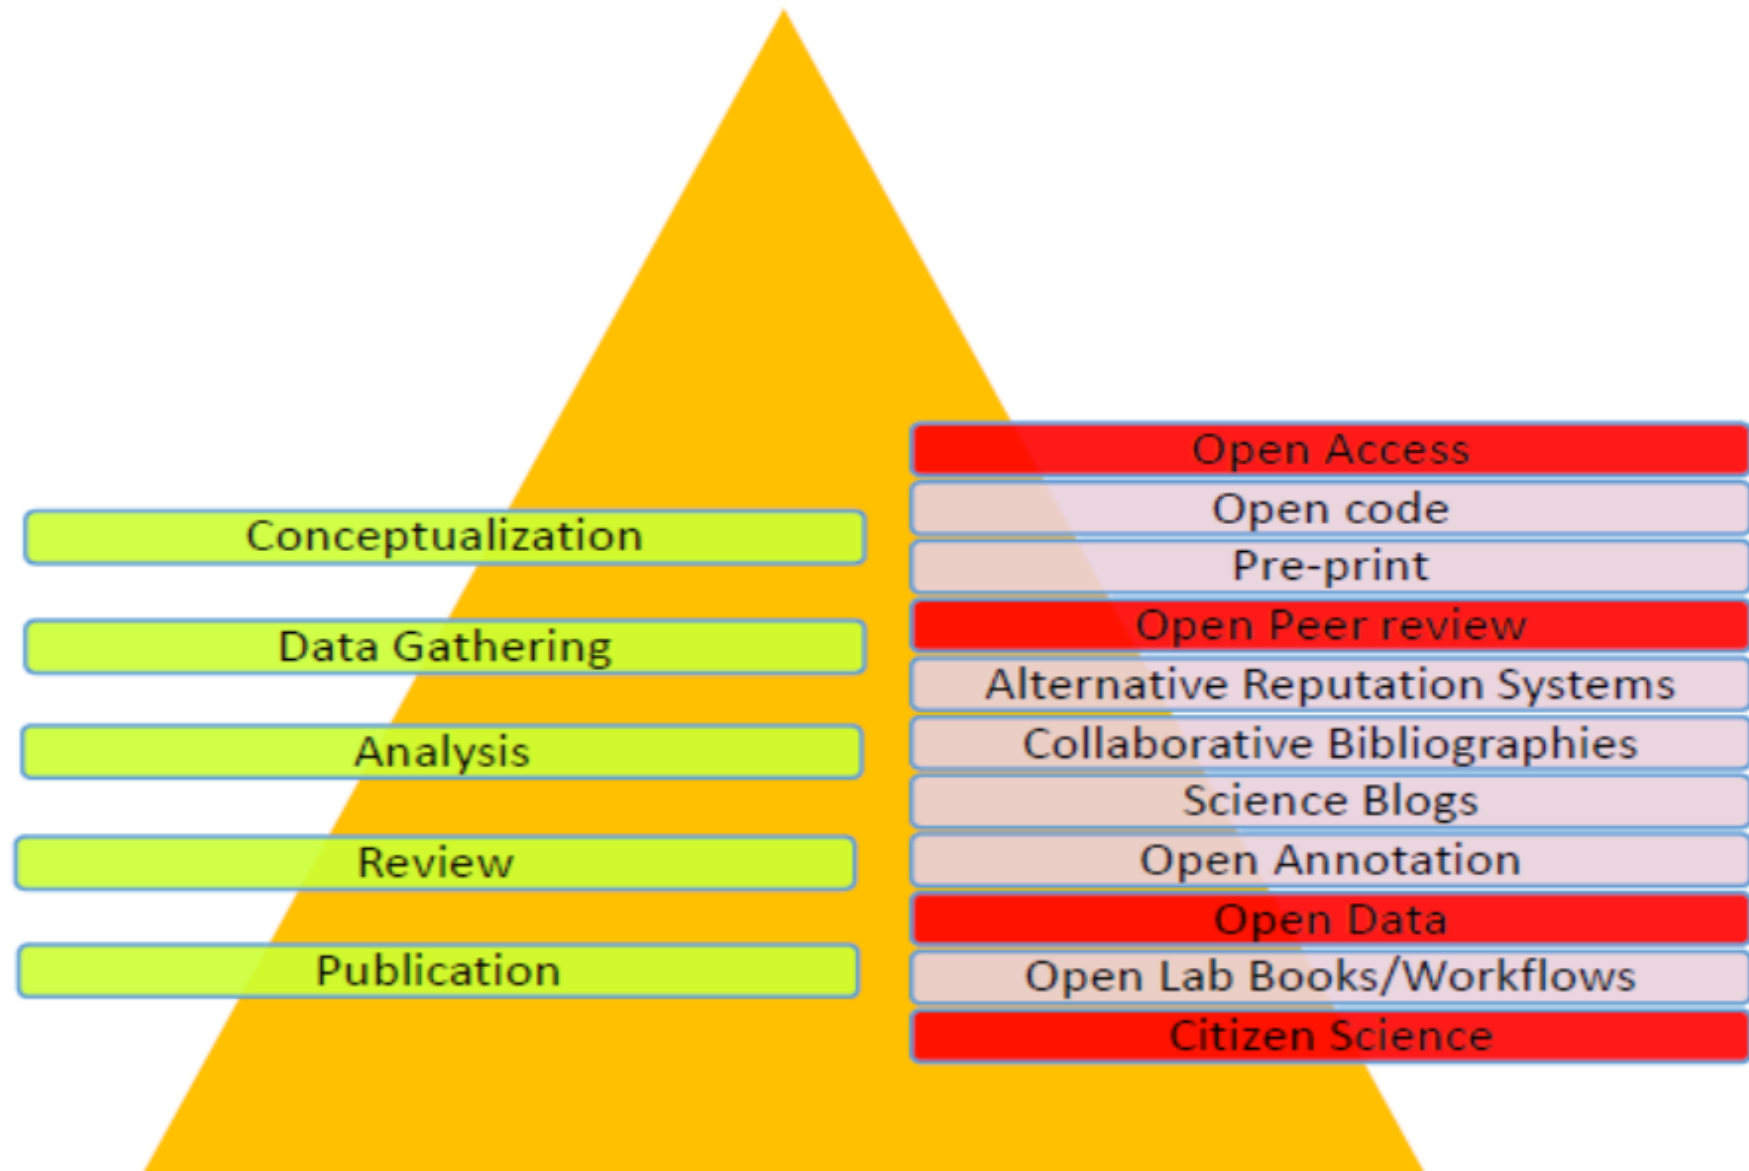 Conceptualization
Data Gathering
Analysis
Review
Publication
Open Access
Open code
Pre-print
Open Peer review
Alternative Reputation Systems
Collaborative Bibliographies
Science Blogs
Open Annotation
Open Data
Open Lab Books/Workflows
Citizen Science